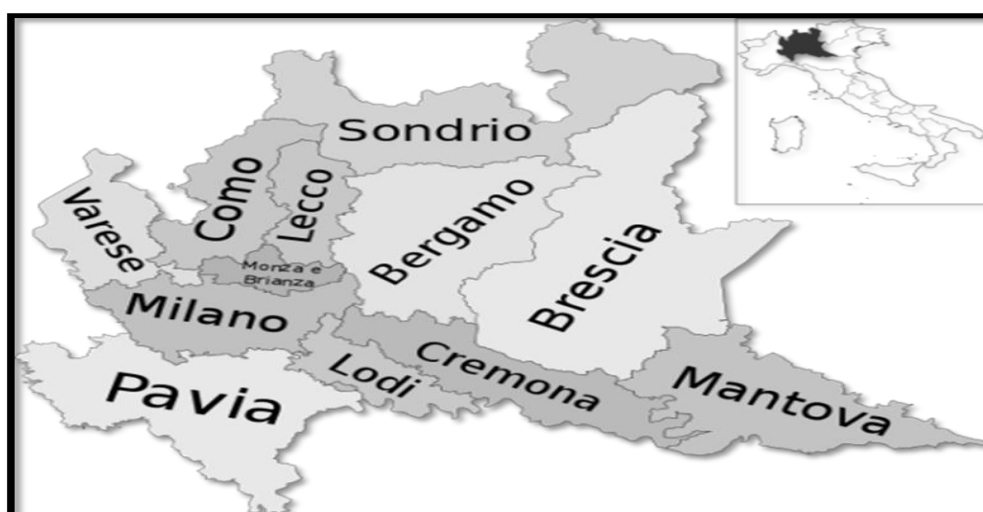 Sondrio
Como
Lecco
Varese
Bergamo
Brescia
Monza e
Brianza
Milano
Cremona
Lodi
Pavia
Mantova